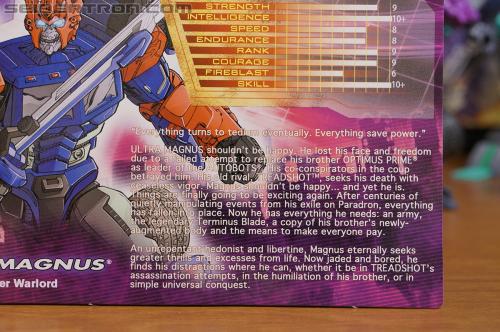 SEIBERTRON.COM
STRENGTH 9
INTELLIGENCE 10+
SPEED 8
ENDURANCE 9
RANK 9
COURAGE 9
FIREBLAST 6
SKILL 10+
"Everything turns to tedium eventually. Everything save power."
ULTRA MAGNUS shouldn't be happy. He lost his face and freedom
due to a failed attempt to replace his brother OPTIMUS PRIME®
as leader of the AUTOBOTS®. His co-conspirators in the coup
betrayed him. His old rival, TREADSHOT™, seeks his death with
ceaseless vigor. Magnus shouldn't be happy... and yet he is.
Things are finally going to be exciting again. After centuries of
quietly manipulating events from his exile on Paradron, everything
has fallen into place. Now he has everything he needs: an army,
the legendary Terminus Blade, a copy of his brother's newly-
augmented body and the means to make everyone pay.
An unrepentant hedonist and libertine, Magnus eternally seeks
greater thrills and excesses from life. Now jaded and bored, he
finds his distractions where he can, whether it be in TREADSHOT's
assassination attempts, in the humiliation of his brother, or in
simple universal conquest.
MAGNUS®
er Warlord